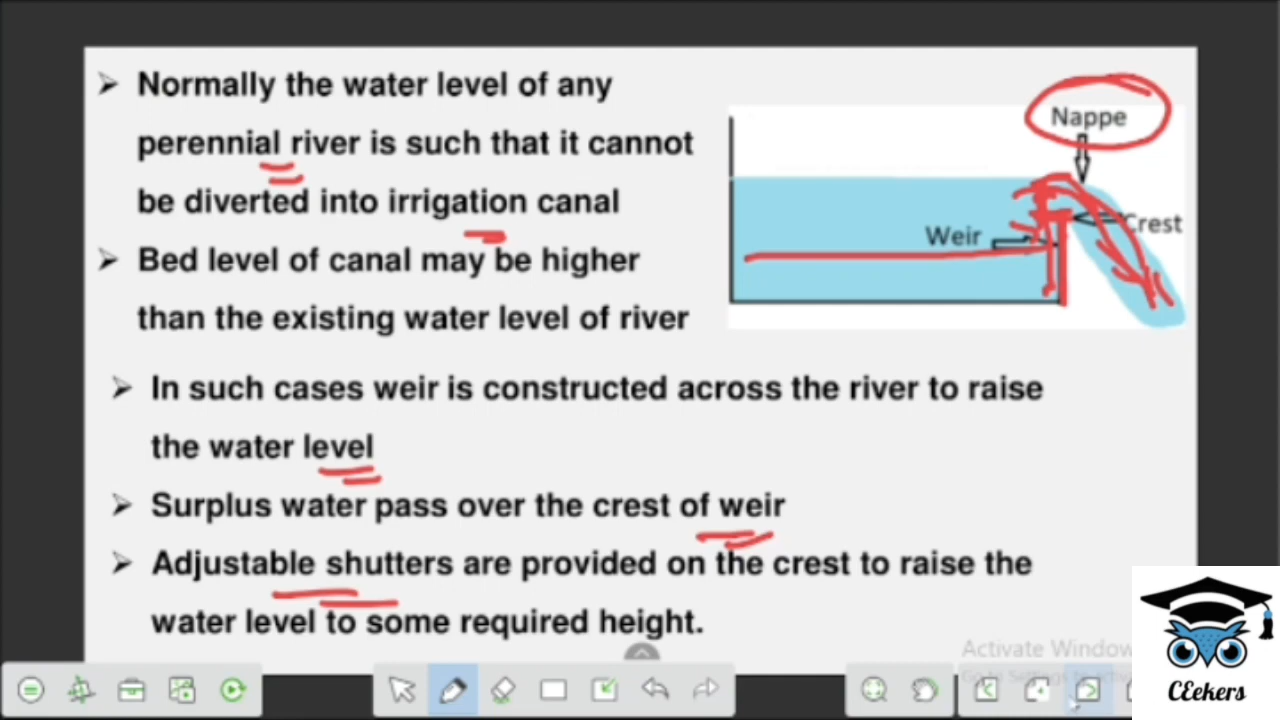 ➢ Normally the water level of any
perennial river is such that it cannot
be diverted into irrigation canal
➢ Bed level of canal may be higher
than the existing water level of river
Nappe
Crest
Weir
➢ In such cases weir is constructed across the river to raise
the water level
➢ Surplus water pass over the crest of weir
➢ Adjustable shutters are provided on the crest to raise the
water level to some required height.
Activate Window
CEekers